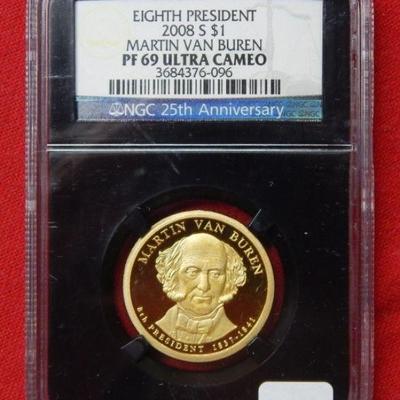 EIGHTH PRESIDENT
2008 S $1
MARTIN VAN BUREN
PF 69 ULTRA CAMEO
3684376-096
NGC 25th Anniversary
MARTIN VAN BUREN
8th PRESIDENT 1837-1841